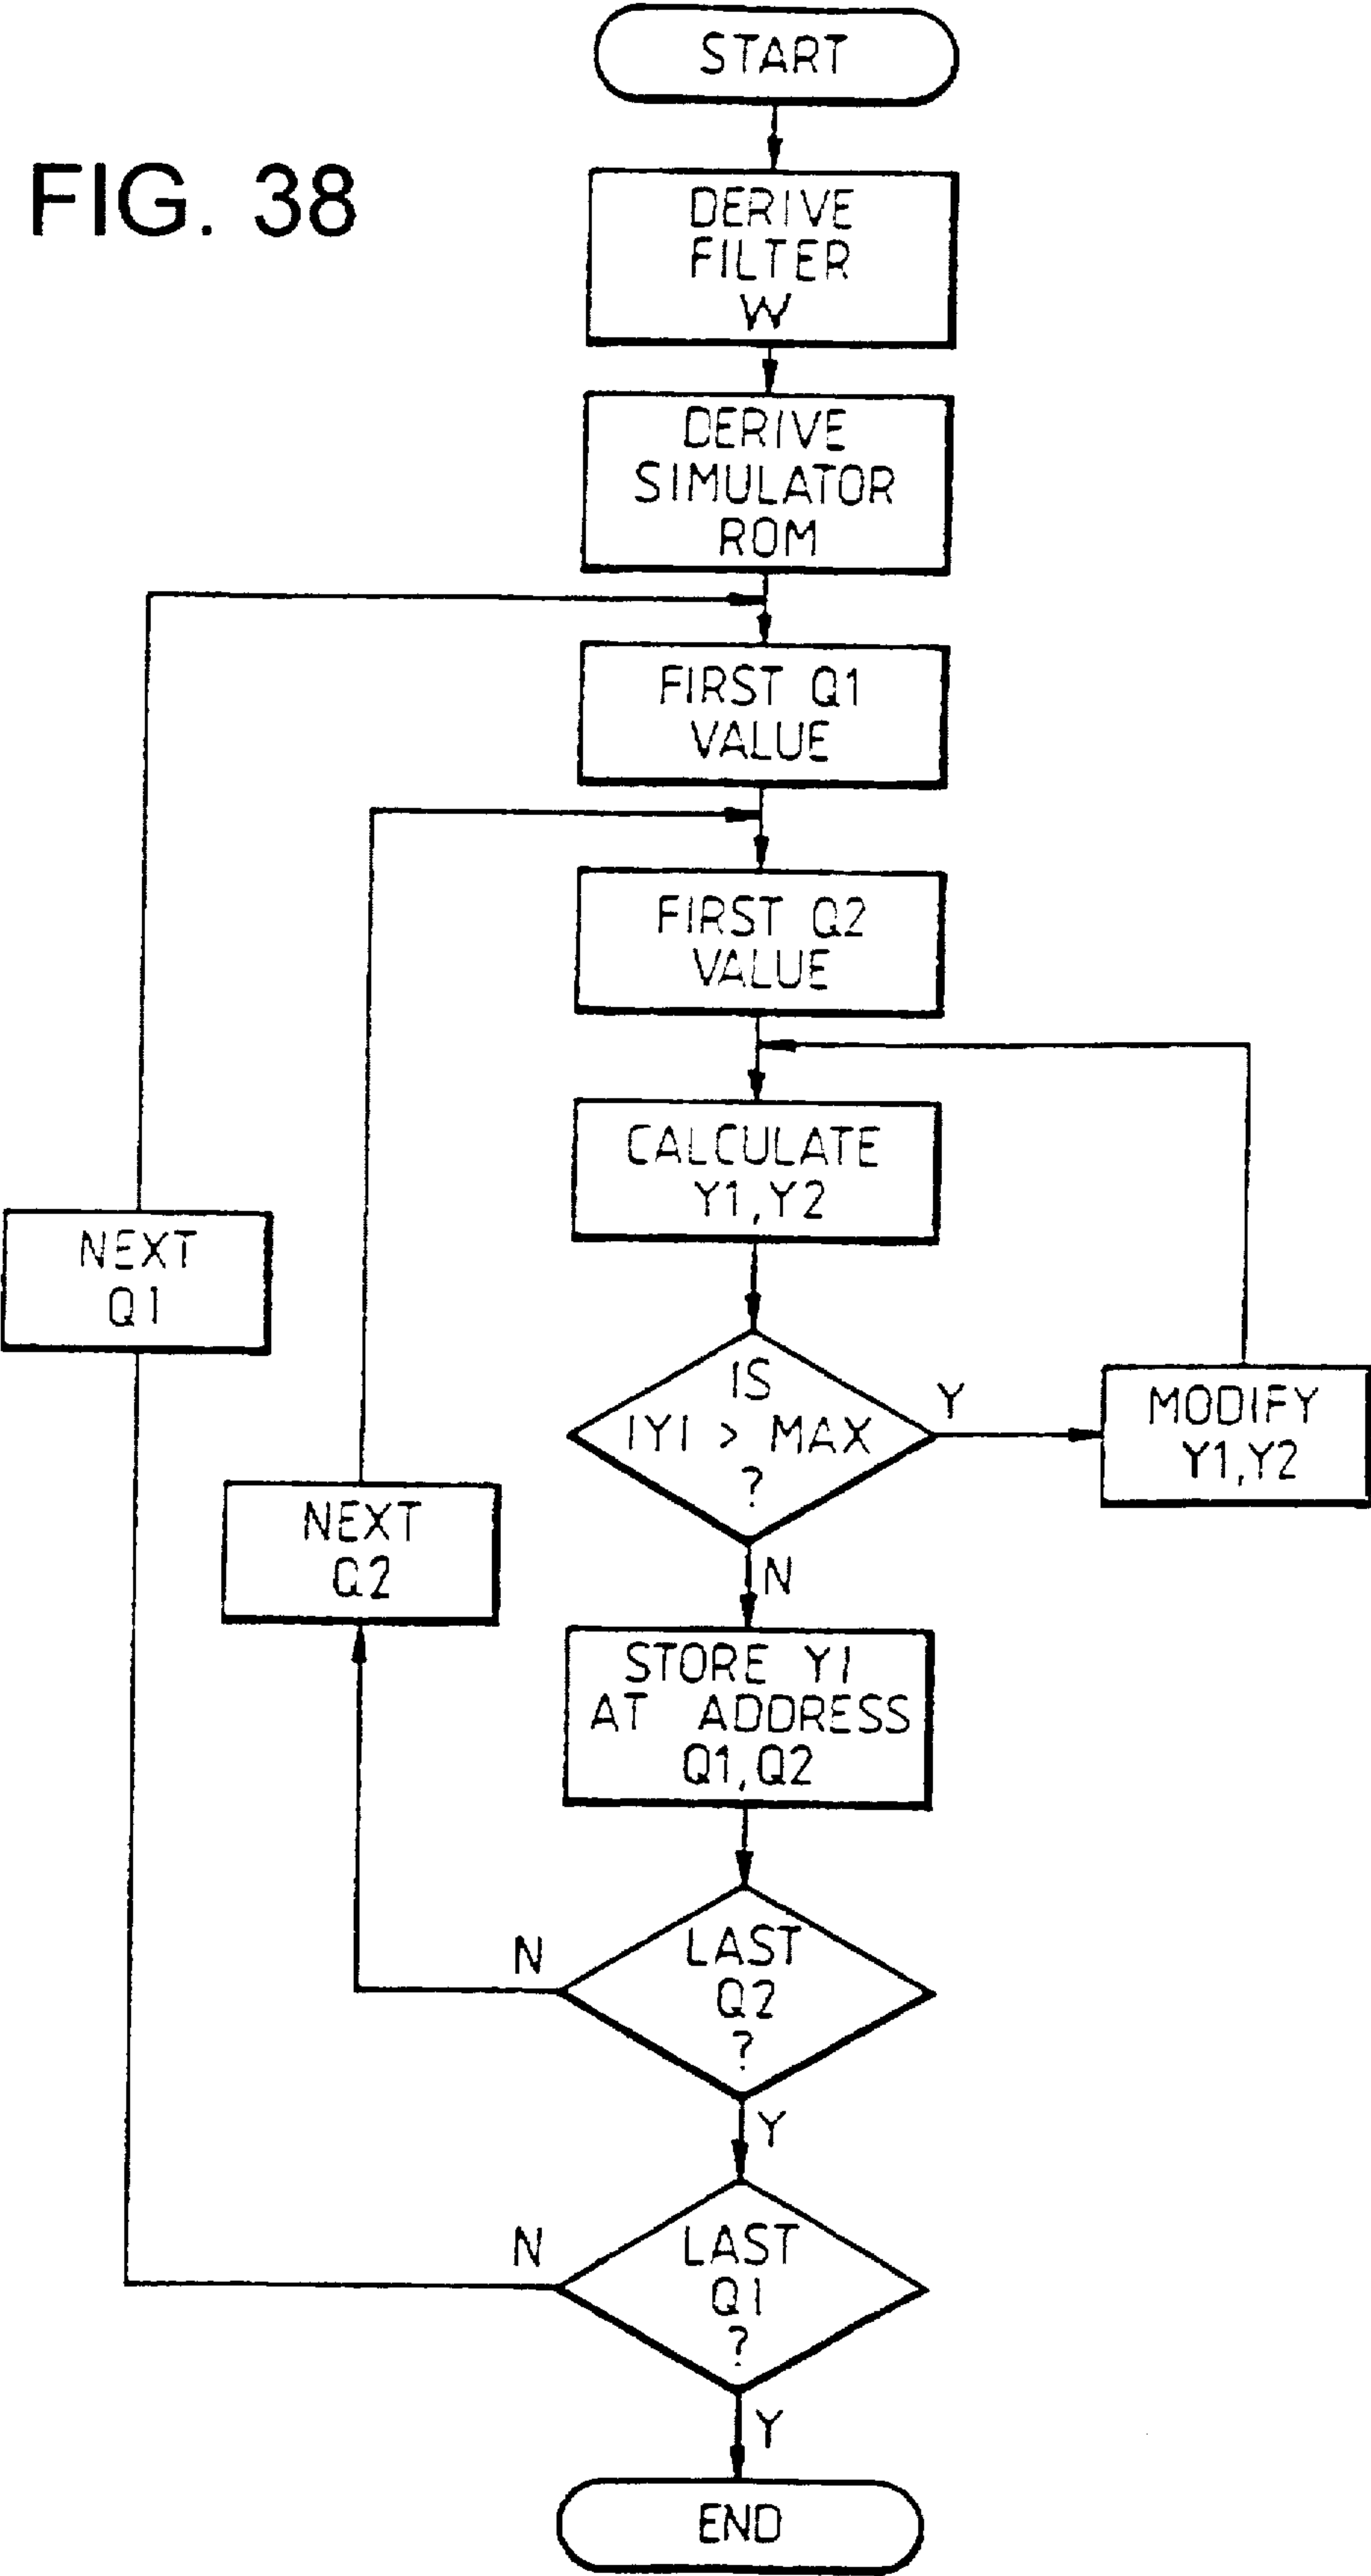 FIG. 38
START
DERIVE
FILTER
W
DERIVE
SIMULATOR
ROM
FIRST Q1
VALUE
FIRST Q2
VALUE
CALCULATE
Y1,Y2
NEXT
Q1
IS
|Y| > MAX
?
Y
MODIFY
Y1,Y2
NEXT
Q2
N
STORE Y1
AT ADDRESS
Q1,Q2
LAST
Q2
?
N
Y
LAST
Q1
?
N
Y
END